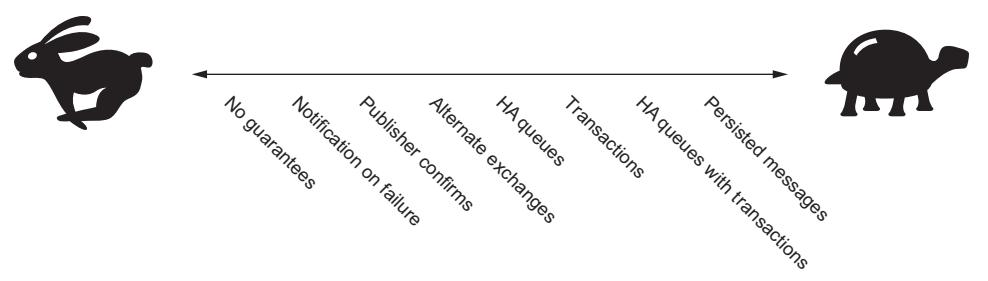 No guarantees
Notification on failure
Publisher confirms
Alternate exchanges
HA queues
Transactions
HA queues with transactions
Persisted messages